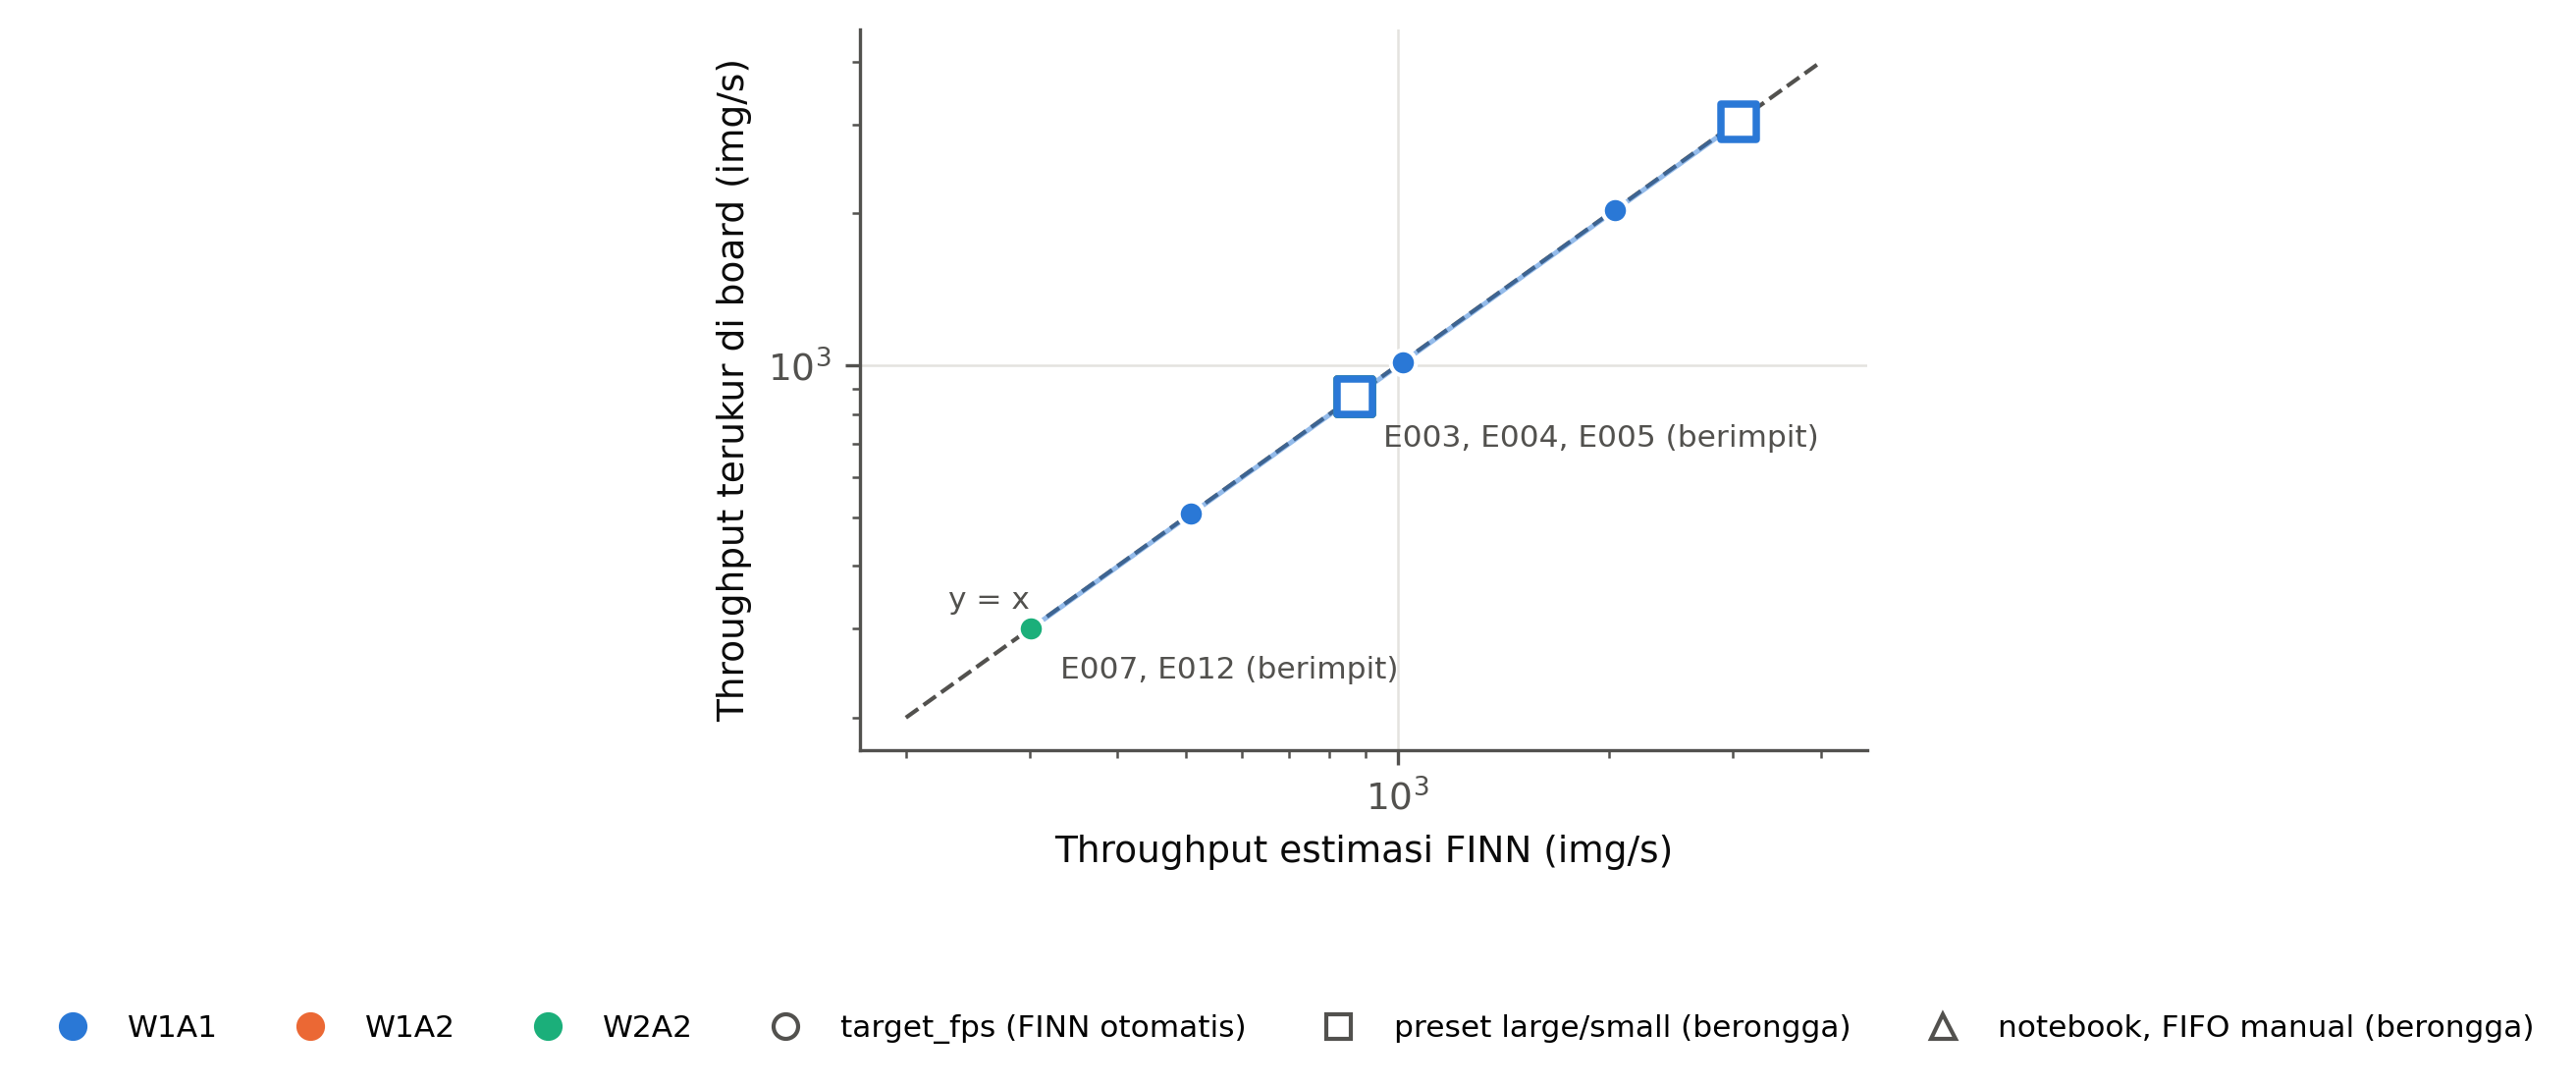 Throughput terukur di board (img/s)
10³
y = x
E003, E004, E005 (berimpit)
E007, E012 (berimpit)
10³
Throughput estimasi FINN (img/s)
W1A1
W1A2
W2A2
target_fps (FINN otomatis)
preset large/small (berongga)
notebook, FIFO manual (berongga)